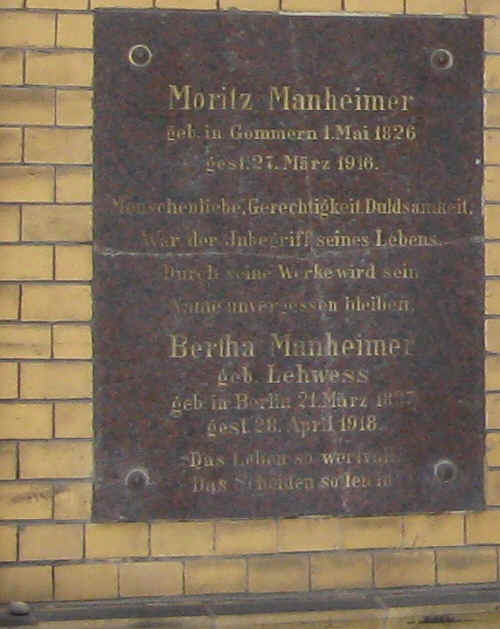 Moritz Manheimer
geb. in Gommern 1. Mai 1826
gest. 27. März 1916.
Menschenliebe, Gerechtigkeit, Duldsamkeit,
War der Inbegriff seines Lebens.
Durch seine Werke wird sein
Name unvergessen bleiben.
Bertha Manheimer
geb. Lehwess
geb in Berlin 21. März
gest. 28. April 1918.
Das Leben so wertvoll
Das Scheiden so